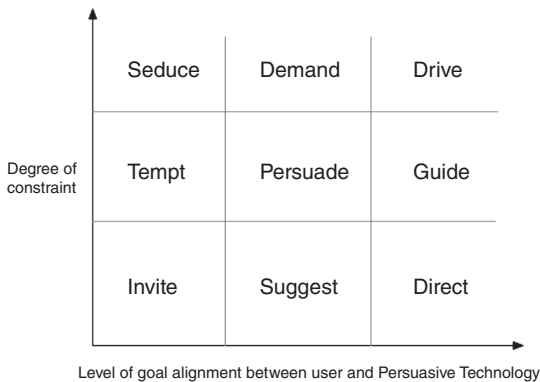 Seduce Demand Drive
Degree of
constraint
Tempt Persuade Guide
Invite Suggest Direct
Level of goal alignment between user and Persuasive Technology